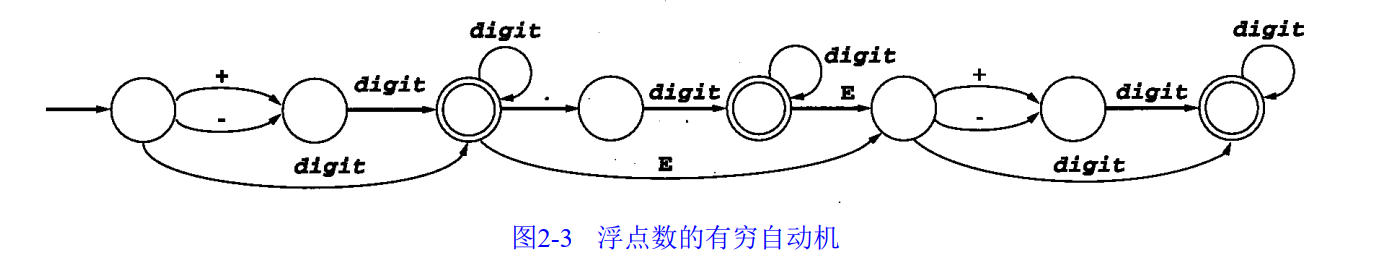 digit
digit
+
digit
.
digit
digit
E
+
digit
-
-
digit
E
digit
图2-3 浮点数的有穷自动机